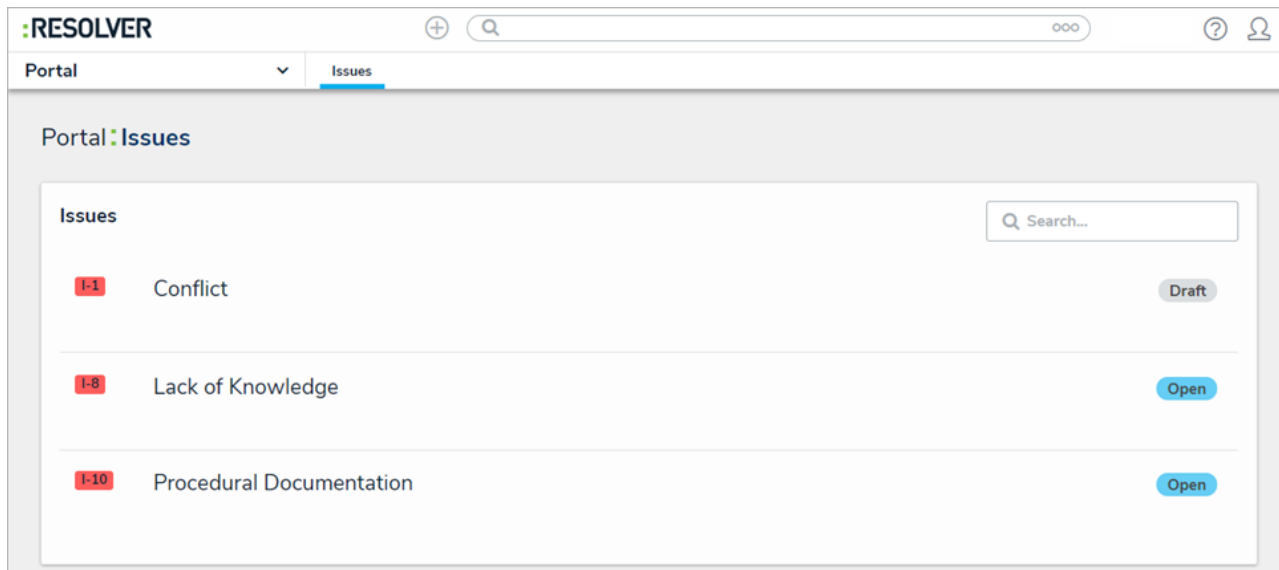 :RESOLVER
Portal Issues
Portal:Issues
Issues Search...
I-1 Conflict Draft
I-8 Lack of Knowledge Open
I-10 Procedural Documentation Open